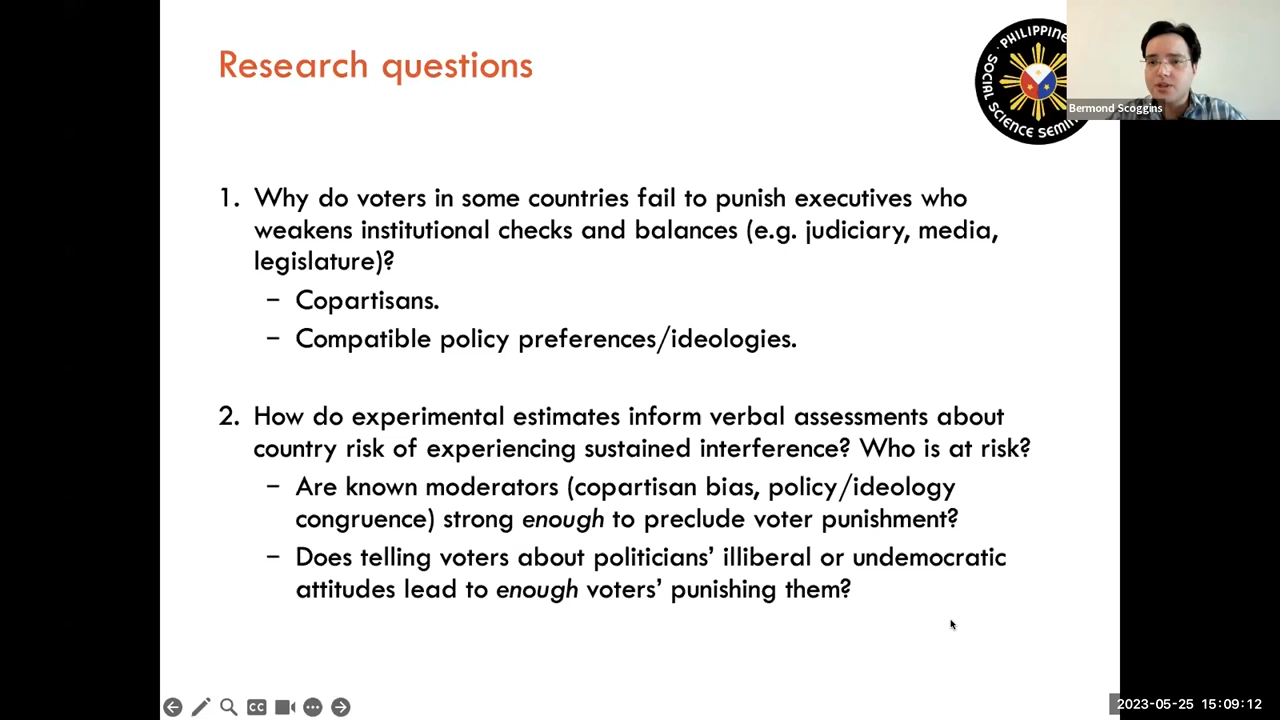 Research questions
PHILIPPINE
SOCIAL SCIENCE
Bermond Scoggins
1. Why do voters in some countries fail to punish executives who
weakens institutional checks and balances (e.g. judiciary, media,
legislature)?
– Copartisans.
– Compatible policy preferences/ideologies.
2. How do experimental estimates inform verbal assessments about
country risk of experiencing sustained interference? Who is at risk?
– Are known moderators (copartisan bias, policy/ideology
congruence) strong enough to preclude voter punishment?
– Does telling voters about politicians’ illiberal or undemocratic
attitudes lead to enough voters’ punishing them?
CC
2023-05-25 15:09:12